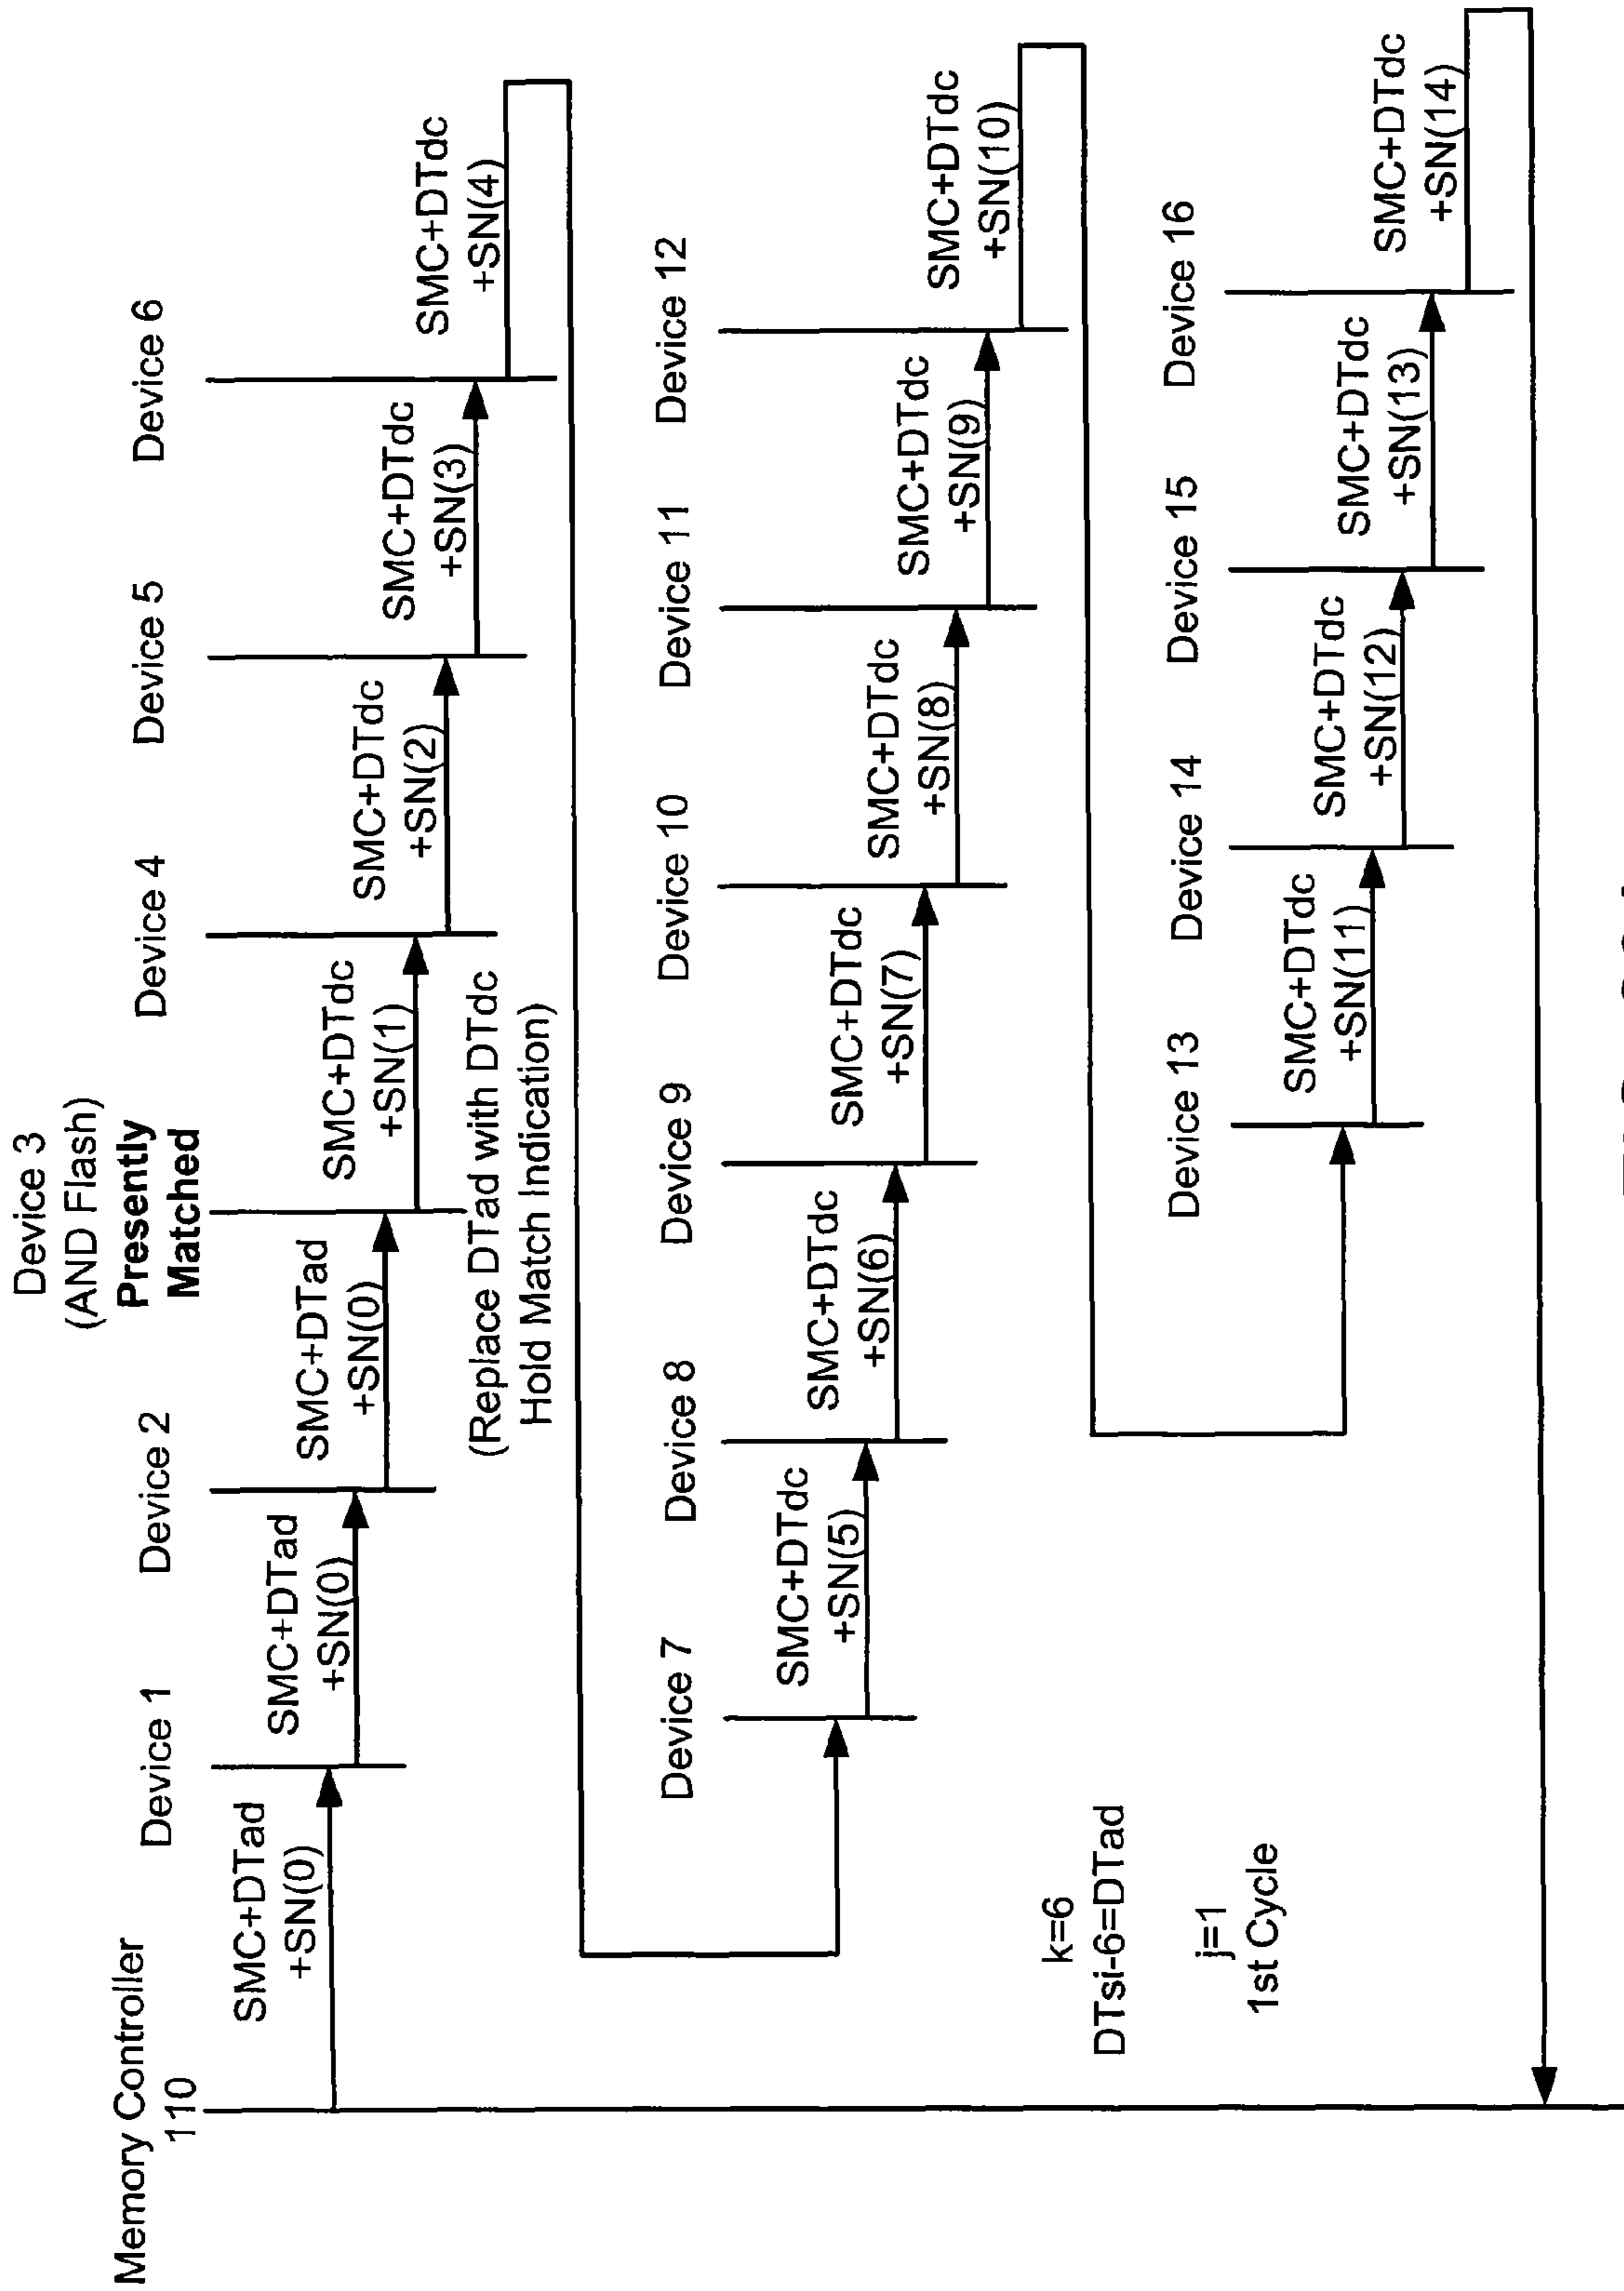 Memory Controller
110
Device 1
Device 2
Device 3
(AND Flash)
Presently
Matched
Device 4
Device 5
Device 6
SMC+DTad
+SN(0)
SMC+DTad
+SN(0)
SMC+DTad
+SN(0)
SMC+DTdc
+SN(1)
SMC+DTdc
+SN(2)
SMC+DTdc
+SN(3)
SMC+DTdc
+SN(4)
(Replace DTad with DTdc
Hold Match Indication)
Device 7
Device 8
Device 9
Device 10
Device 11
Device 12
SMC+DTdc
+SN(5)
SMC+DTdc
+SN(6)
SMC+DTdc
+SN(7)
SMC+DTdc
+SN(8)
SMC+DTdc
+SN(9)
SMC+DTdc
+SN(10)
k=6
DTsi-6=DTad
j=1
1st Cycle
Device 13
Device 14
Device 15
Device 16
SMC+DTdc
+SN(11)
SMC+DTdc
+SN(12)
SMC+DTdc
+SN(13)
SMC+DTdc
+SN(14)